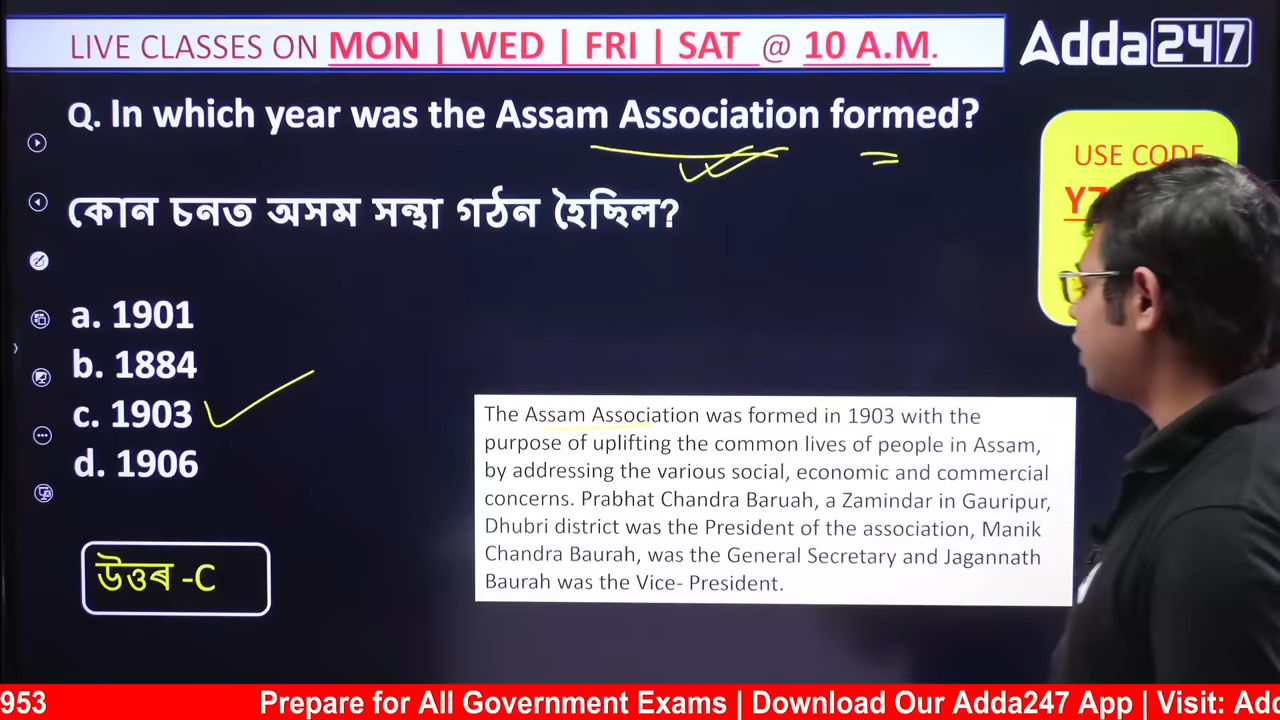 LIVE CLASSES ON MON | WED | FRI | SAT @ 10 A.M.
Adda247
Q. In which year was the Assam Association formed?
USE CODE
কোন চনত অসম সন্থা গঠন হৈছিল?
a. 1901
b. 1884
c. 1903
d. 1906
The Assam Association was formed in 1903 with the
purpose of uplifting the common lives of people in Assam,
by addressing the various social, economic and commercial
concerns. Prabhat Chandra Baruah, a Zamindar in Gauripur,
Dhubri district was the President of the association, Manik
Chandra Baurah, was the General Secretary and Jagannath
Baurah was the Vice- President.
উত্তৰ -C
953 Prepare for All Government Exams | Download Our Adda247 App | Visit: